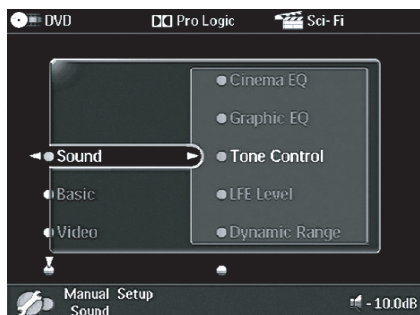 DVD Pro Logic Sci-Fi
Cinema EQ
Graphic EQ
Sound Tone Control
Basic LFE Level
Video Dynamic Range
Manual Setup
Sound -10.0dB